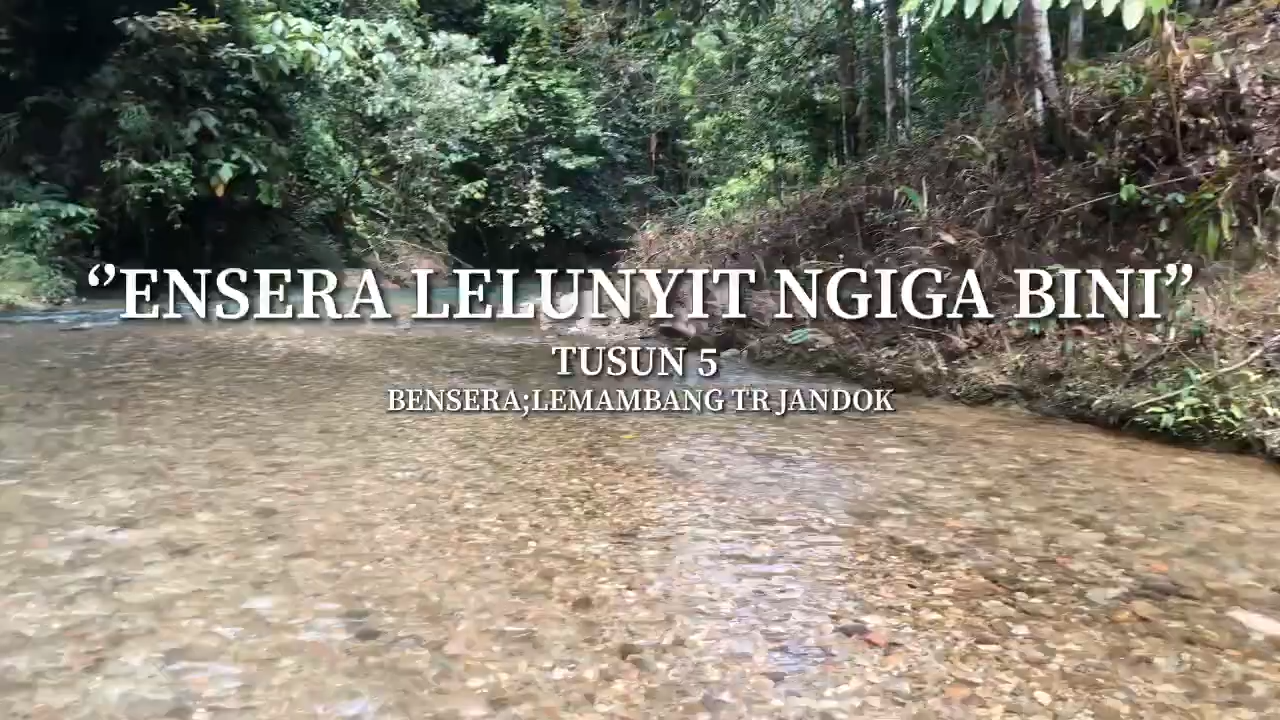 ‘’ENSERA LELUNYIT NGIGA BINI’’
TUSUN 5
BENSERA;LEMAMBANG TR JANDOK